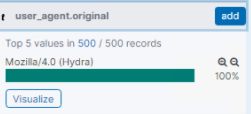 t user_agent.original add
Top 5 values in 500 / 500 records
Mozilla/4.0 (Hydra)
100%
Visualize